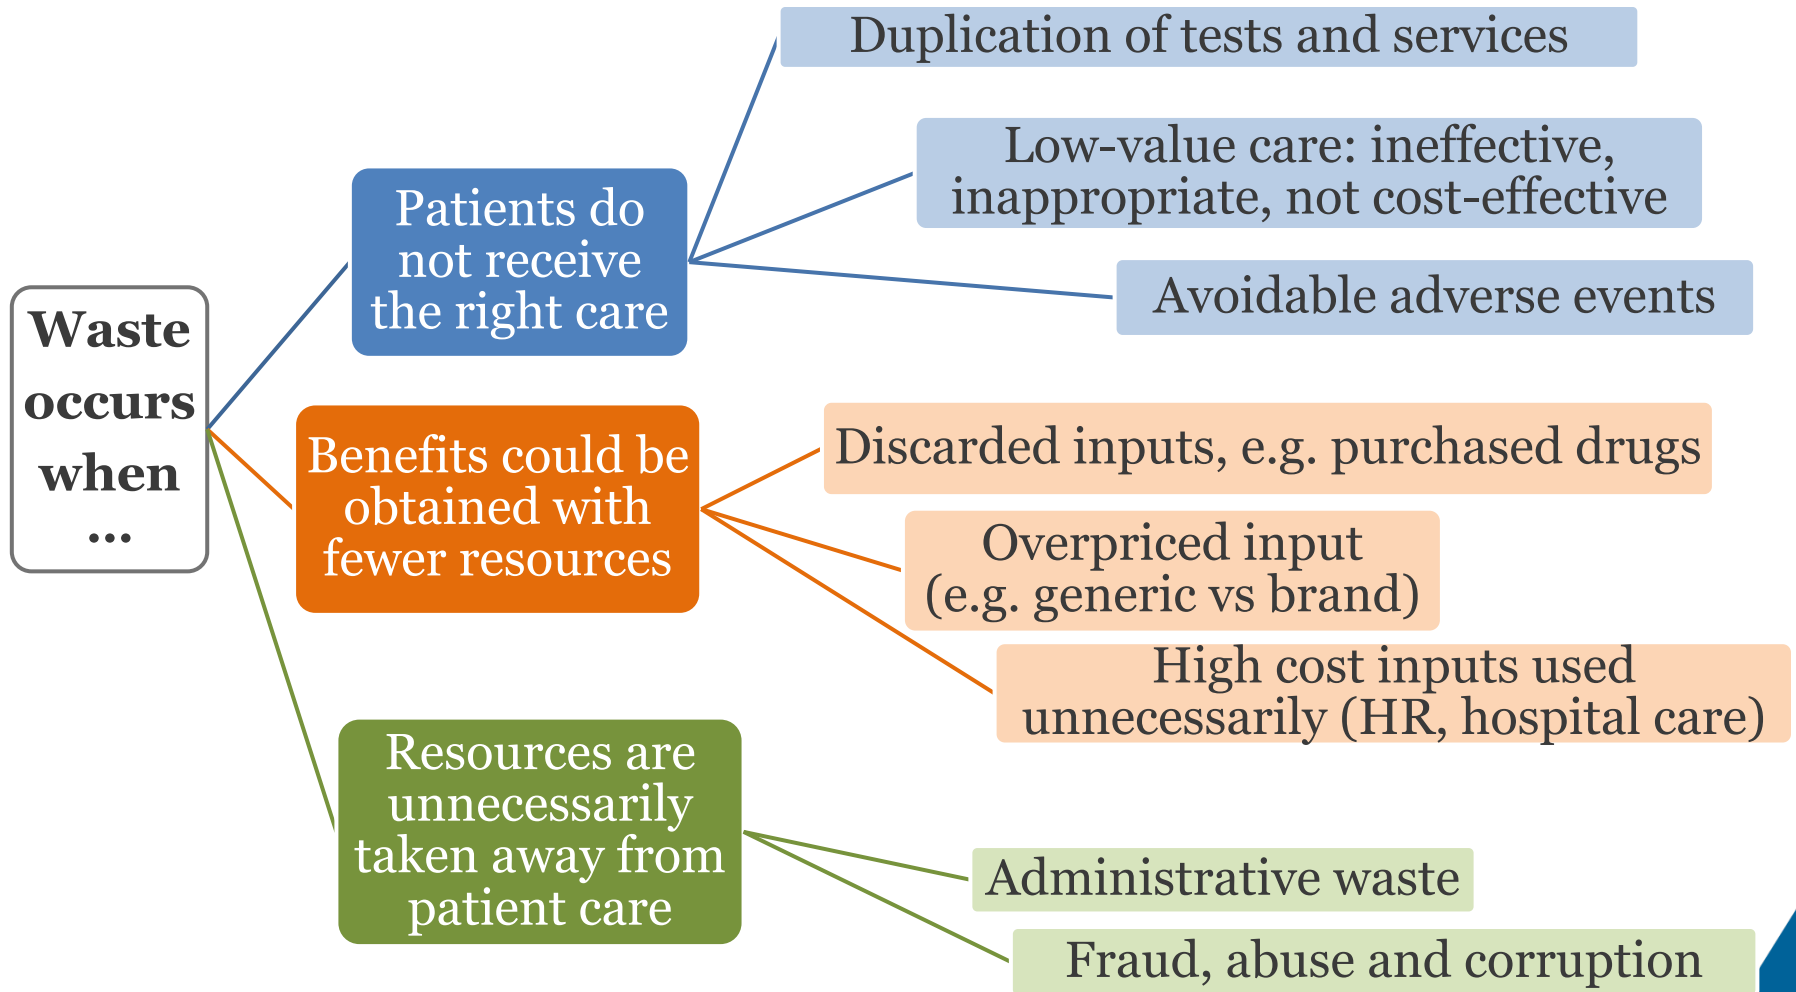 Waste
occurs
when
...
Patients do
not receive
the right care
Duplication of tests and services
Low-value care: ineffective,
inappropriate, not cost-effective
Avoidable adverse events
Benefits could be
obtained with
fewer resources
Discarded inputs, e.g. purchased drugs
Overpriced input
(e.g. generic vs brand)
High cost inputs used
unnecessarily (HR, hospital care)
Resources are
unnecessarily
taken away from
patient care
Administrative waste
Fraud, abuse and corruption